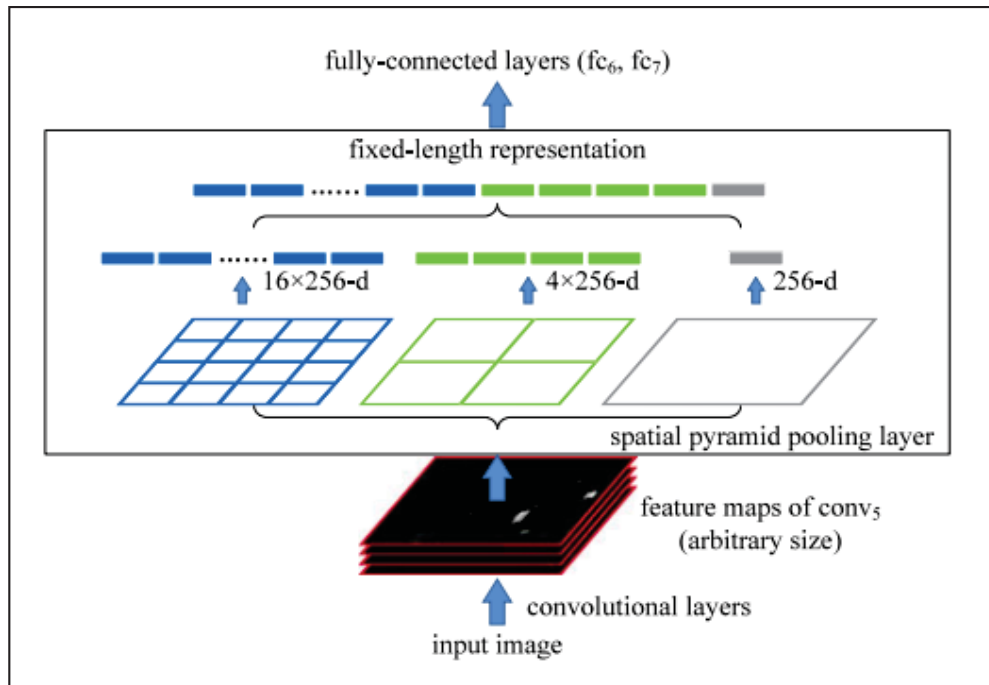 fully-connected layers (fc₆, fc₇)
fixed-length representation
......
......
16×256-d
4×256-d
256-d
spatial pyramid pooling layer
feature maps of conv₅
(arbitrary size)
convolutional layers
input image